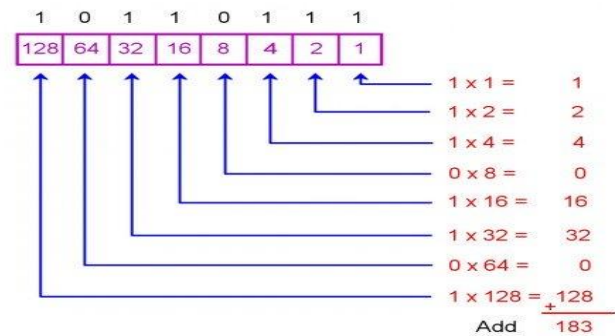 1 0 1 1 0 1 1 1
128 64 32 16 8 4 2 1
1 x 1 = 1
1 x 2 = 2
1 x 4 = 4
0 x 8 = 0
1 x 16 = 16
1 x 32 = 32
0 x 64 = 0
1 x 128 = + 128
Add 183